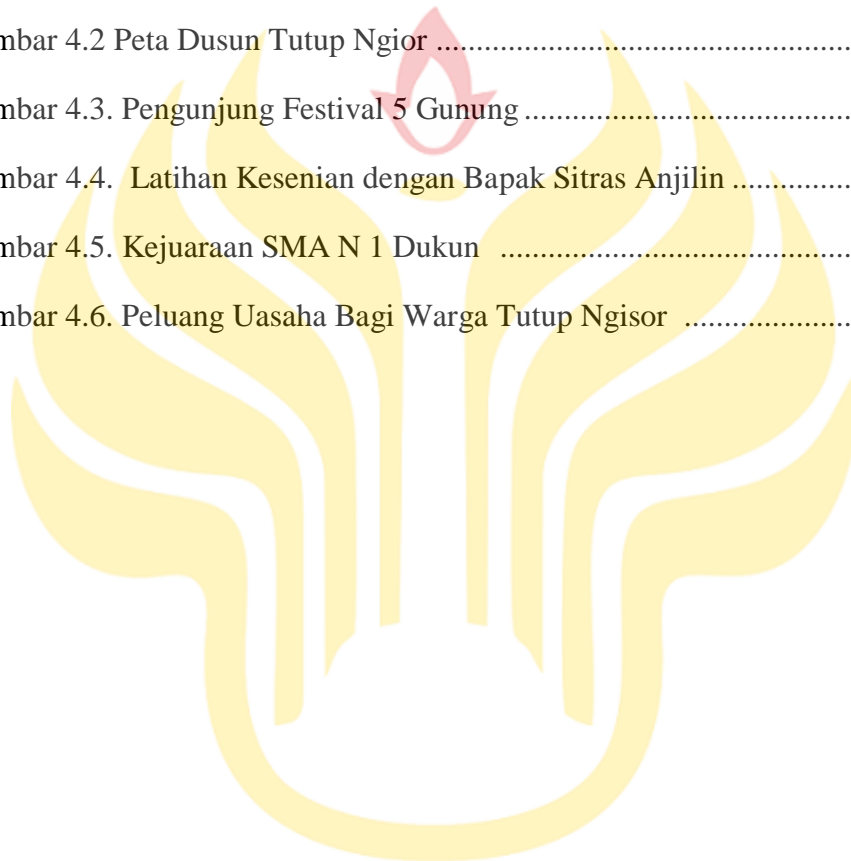 mbar 4.2 Peta Dusun Tutup Ngior ............................................................
mbar 4.3. Pengunjung Festival 5 Gunung ...............................................
mbar 4.4.  Latihan Kesenian dengan Bapak Sitras Anjilin ................
mbar 4.5. Kejuaraan SMA N 1 Dukun  ..................................................
mbar 4.6. Peluang Uasaha Bagi Warga Tutup Ngisor  .......................